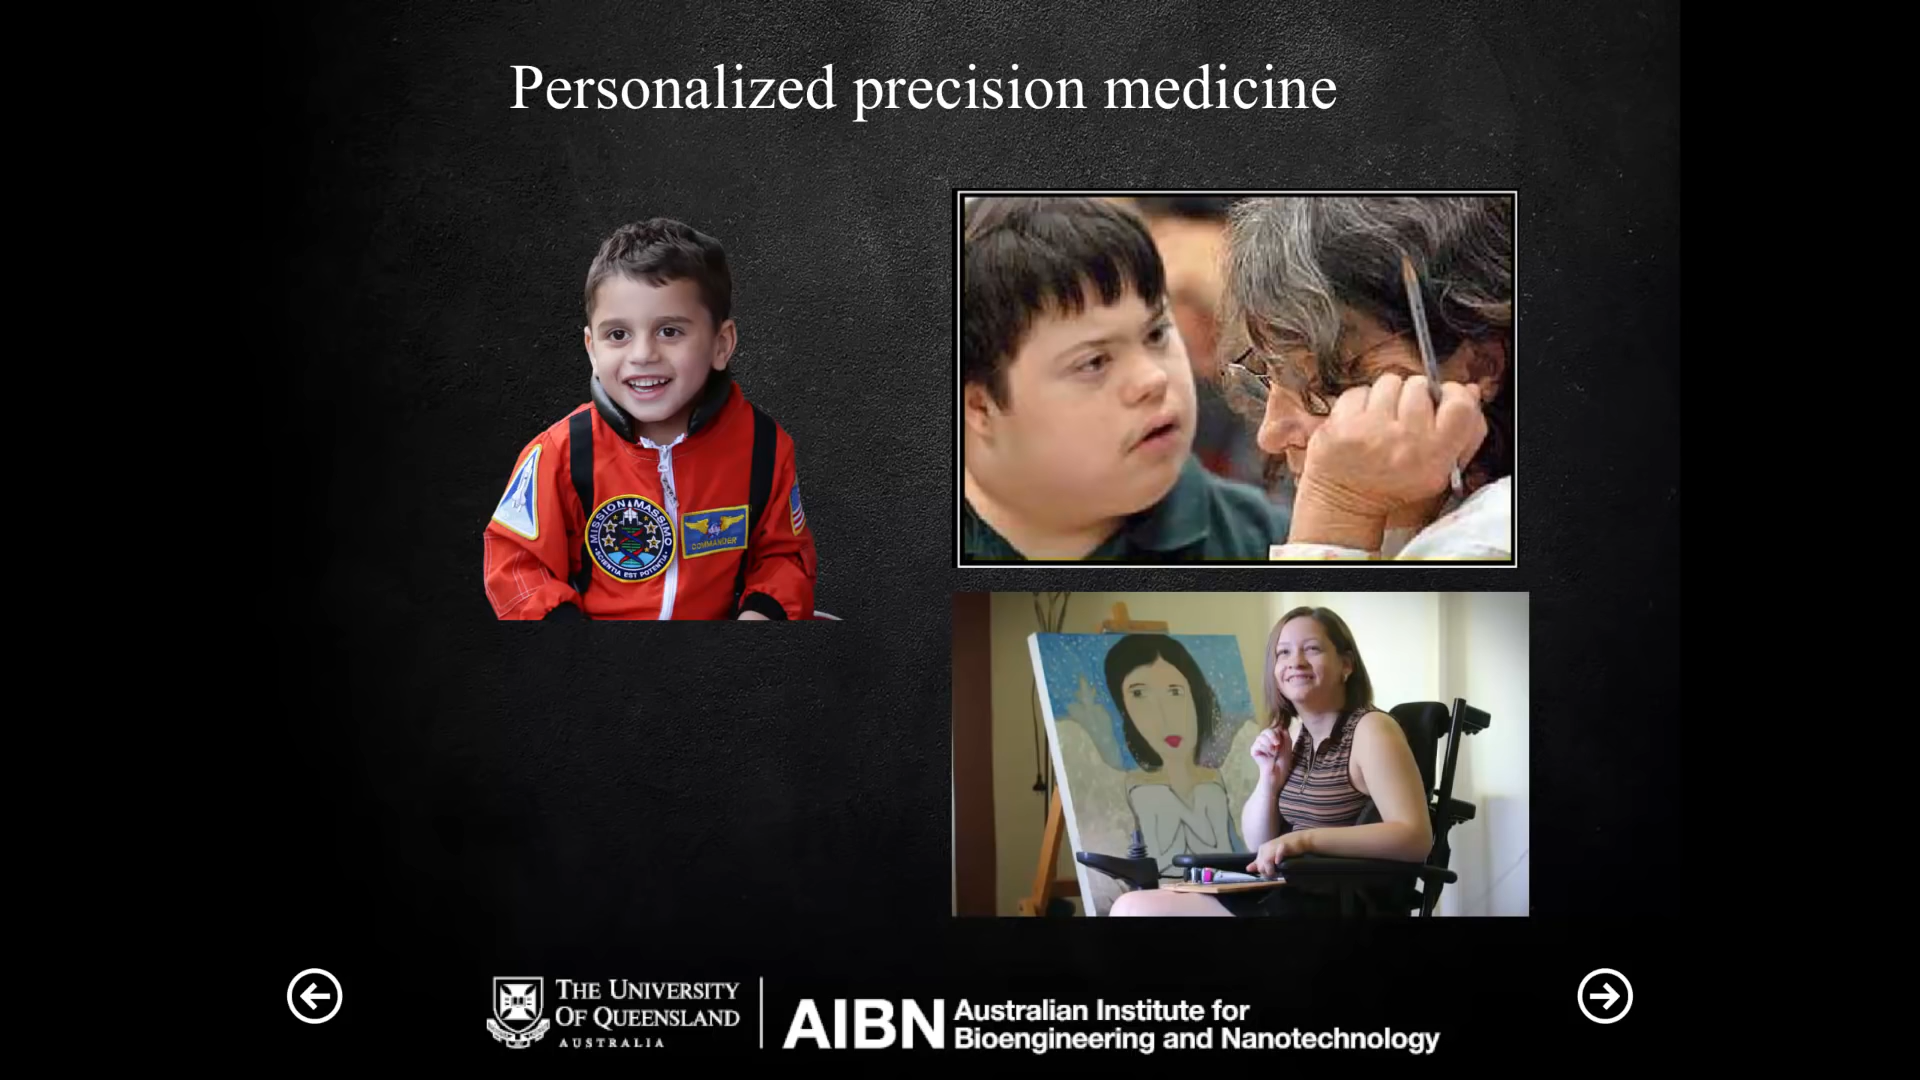 Personalized precision medicine
MISSION MASSIMO
SCIENTIA EST POTENTIA
COMMANDER
THE UNIVERSITY
OF QUEENSLAND
AUSTRALIA
AIBN
Australian Institute for
Bioengineering and Nanotechnology